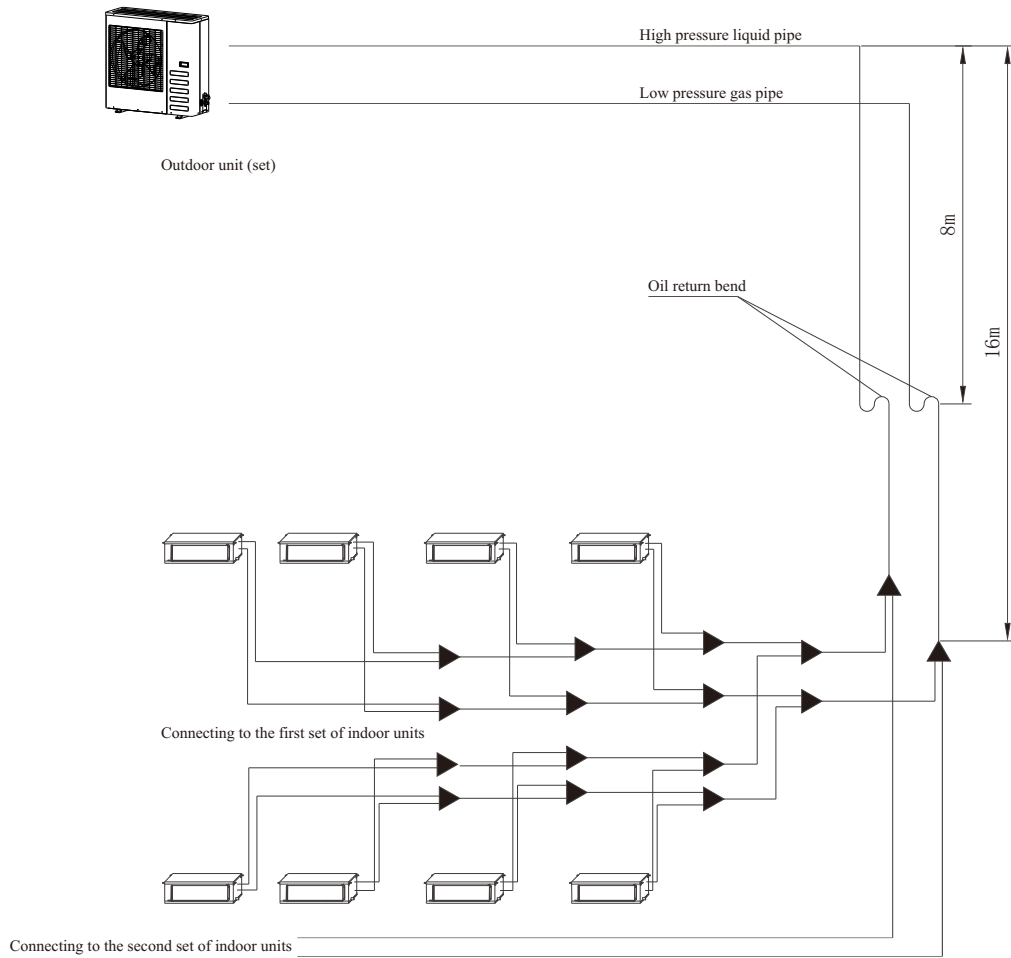 High pressure liquid pipe
Low pressure gas pipe
Outdoor unit (set)
8m
Oil return bend
16m
Connecting to the first set of indoor units
Connecting to the second set of indoor units